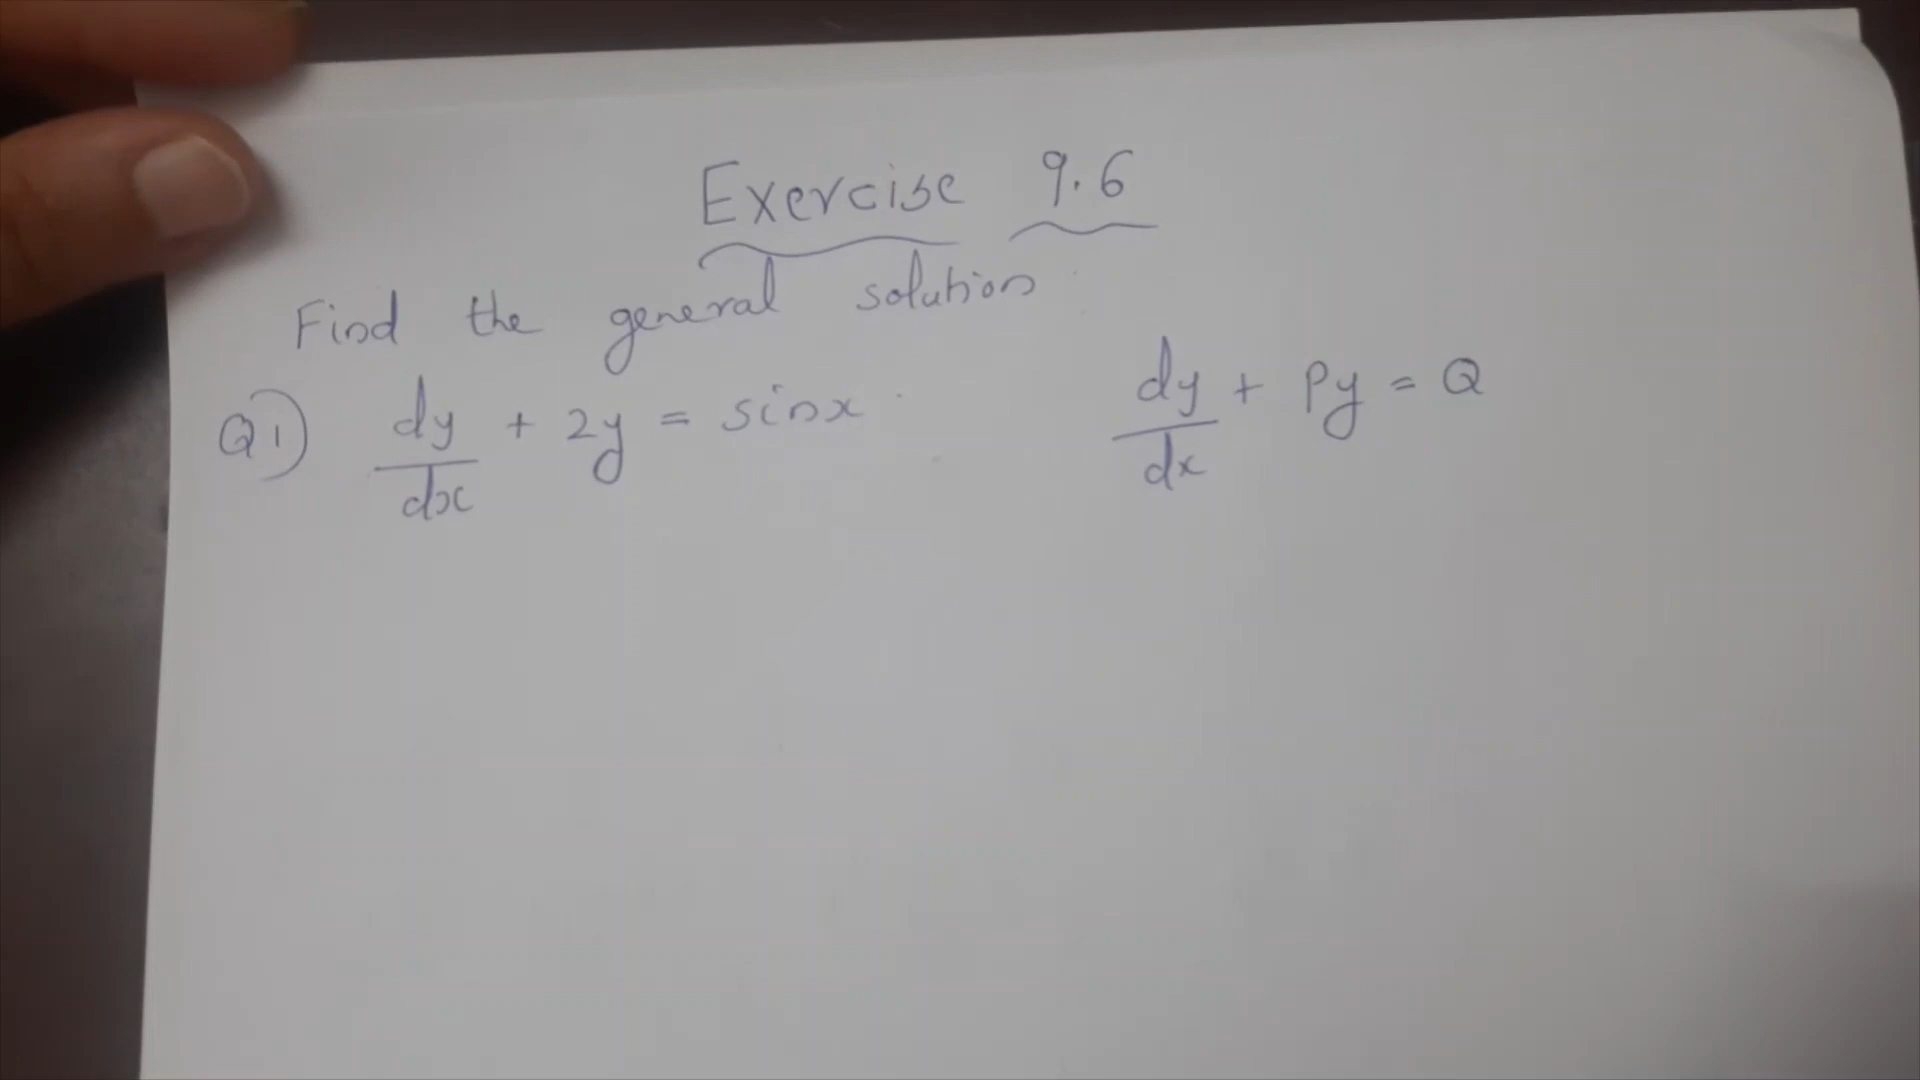 Exercise 9.6
Find the general solution
Q1) dy/dx + 2y = sinx
dy/dx + Py = Q